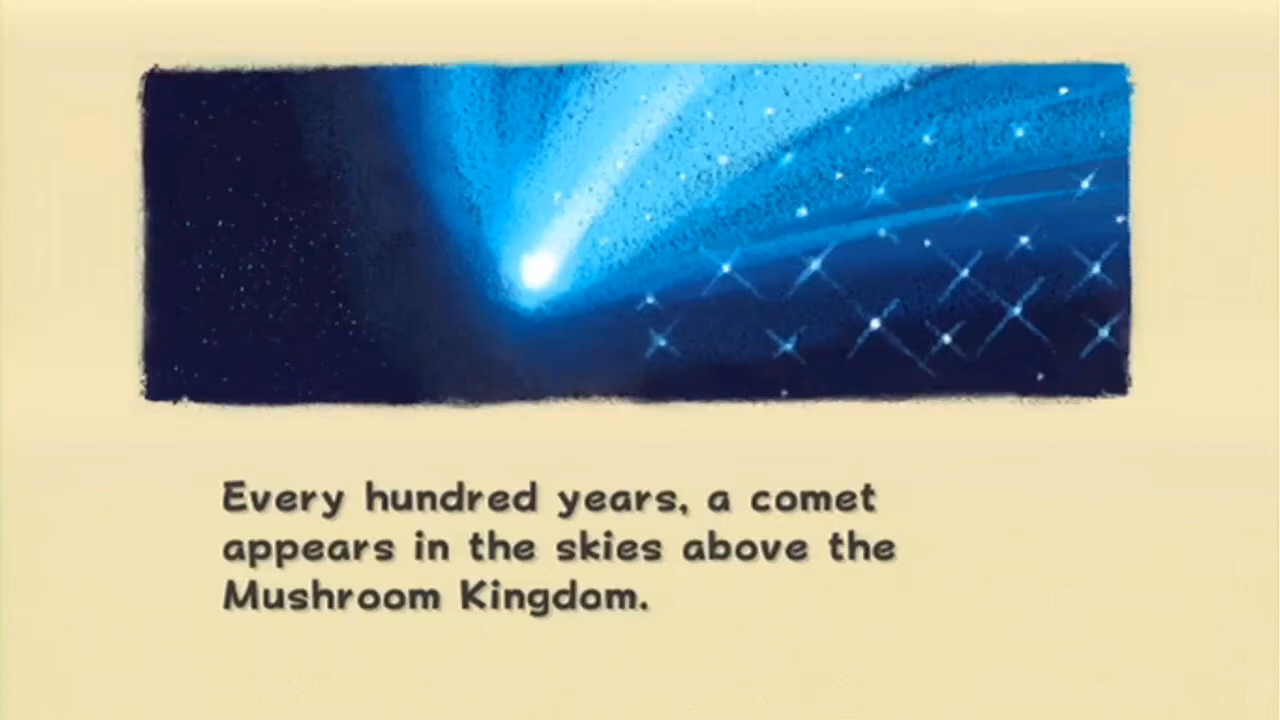 Every hundred years, a comet
appears in the skies above the
Mushroom Kingdom.